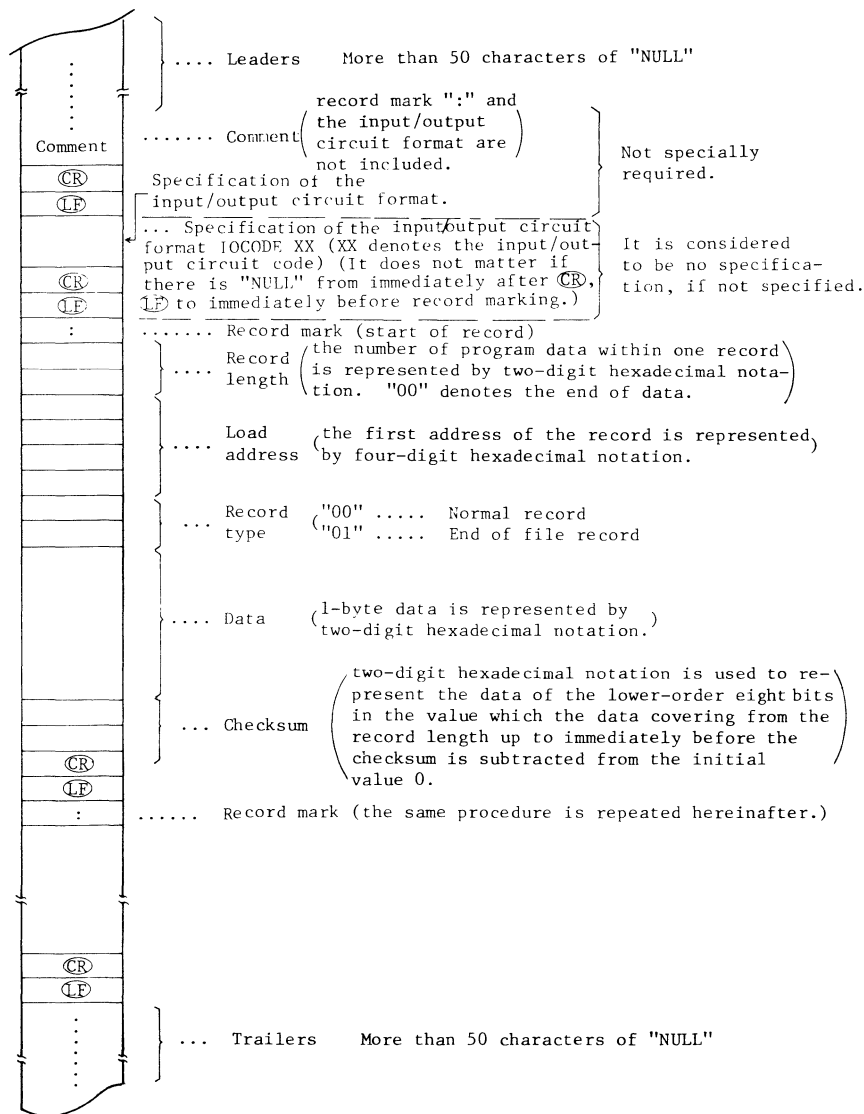 .... Leaders More than 50 characters of "NULL"
Comment ....... Comment ( record mark ":" and
the input/output
circuit format are
not included. )
Not specially
required.
CR
LF
Specification of the
input/output circuit format.
... Specification of the input/output circuit
format IOCODE XX (XX denotes the input/out-
put circuit code) (It does not matter if
there is "NULL" from immediately after CR,
LF to immediately before record marking.)
It is considered
to be no specifica-
tion, if not specified.
CR
LF
: ....... Record mark (start of record)
.... Record length ( the number of program data within one record
is represented by two-digit hexadecimal nota-
tion. "00" denotes the end of data. )
.... Load address ( the first address of the record is represented
by four-digit hexadecimal notation. )
... Record type ( "00" ..... Normal record
"01" ..... End of file record
.... Data ( 1-byte data is represented by
two-digit hexadecimal notation. )
... Checksum ( two-digit hexadecimal notation is used to re-
present the data of the lower-order eight bits
in the value which the data covering from the
record length up to immediately before the
checksum is subtracted from the initial
value 0. )
CR
LF
: ...... Record mark (the same procedure is repeated hereinafter.)
CR
LF
... Trailers More than 50 characters of "NULL"